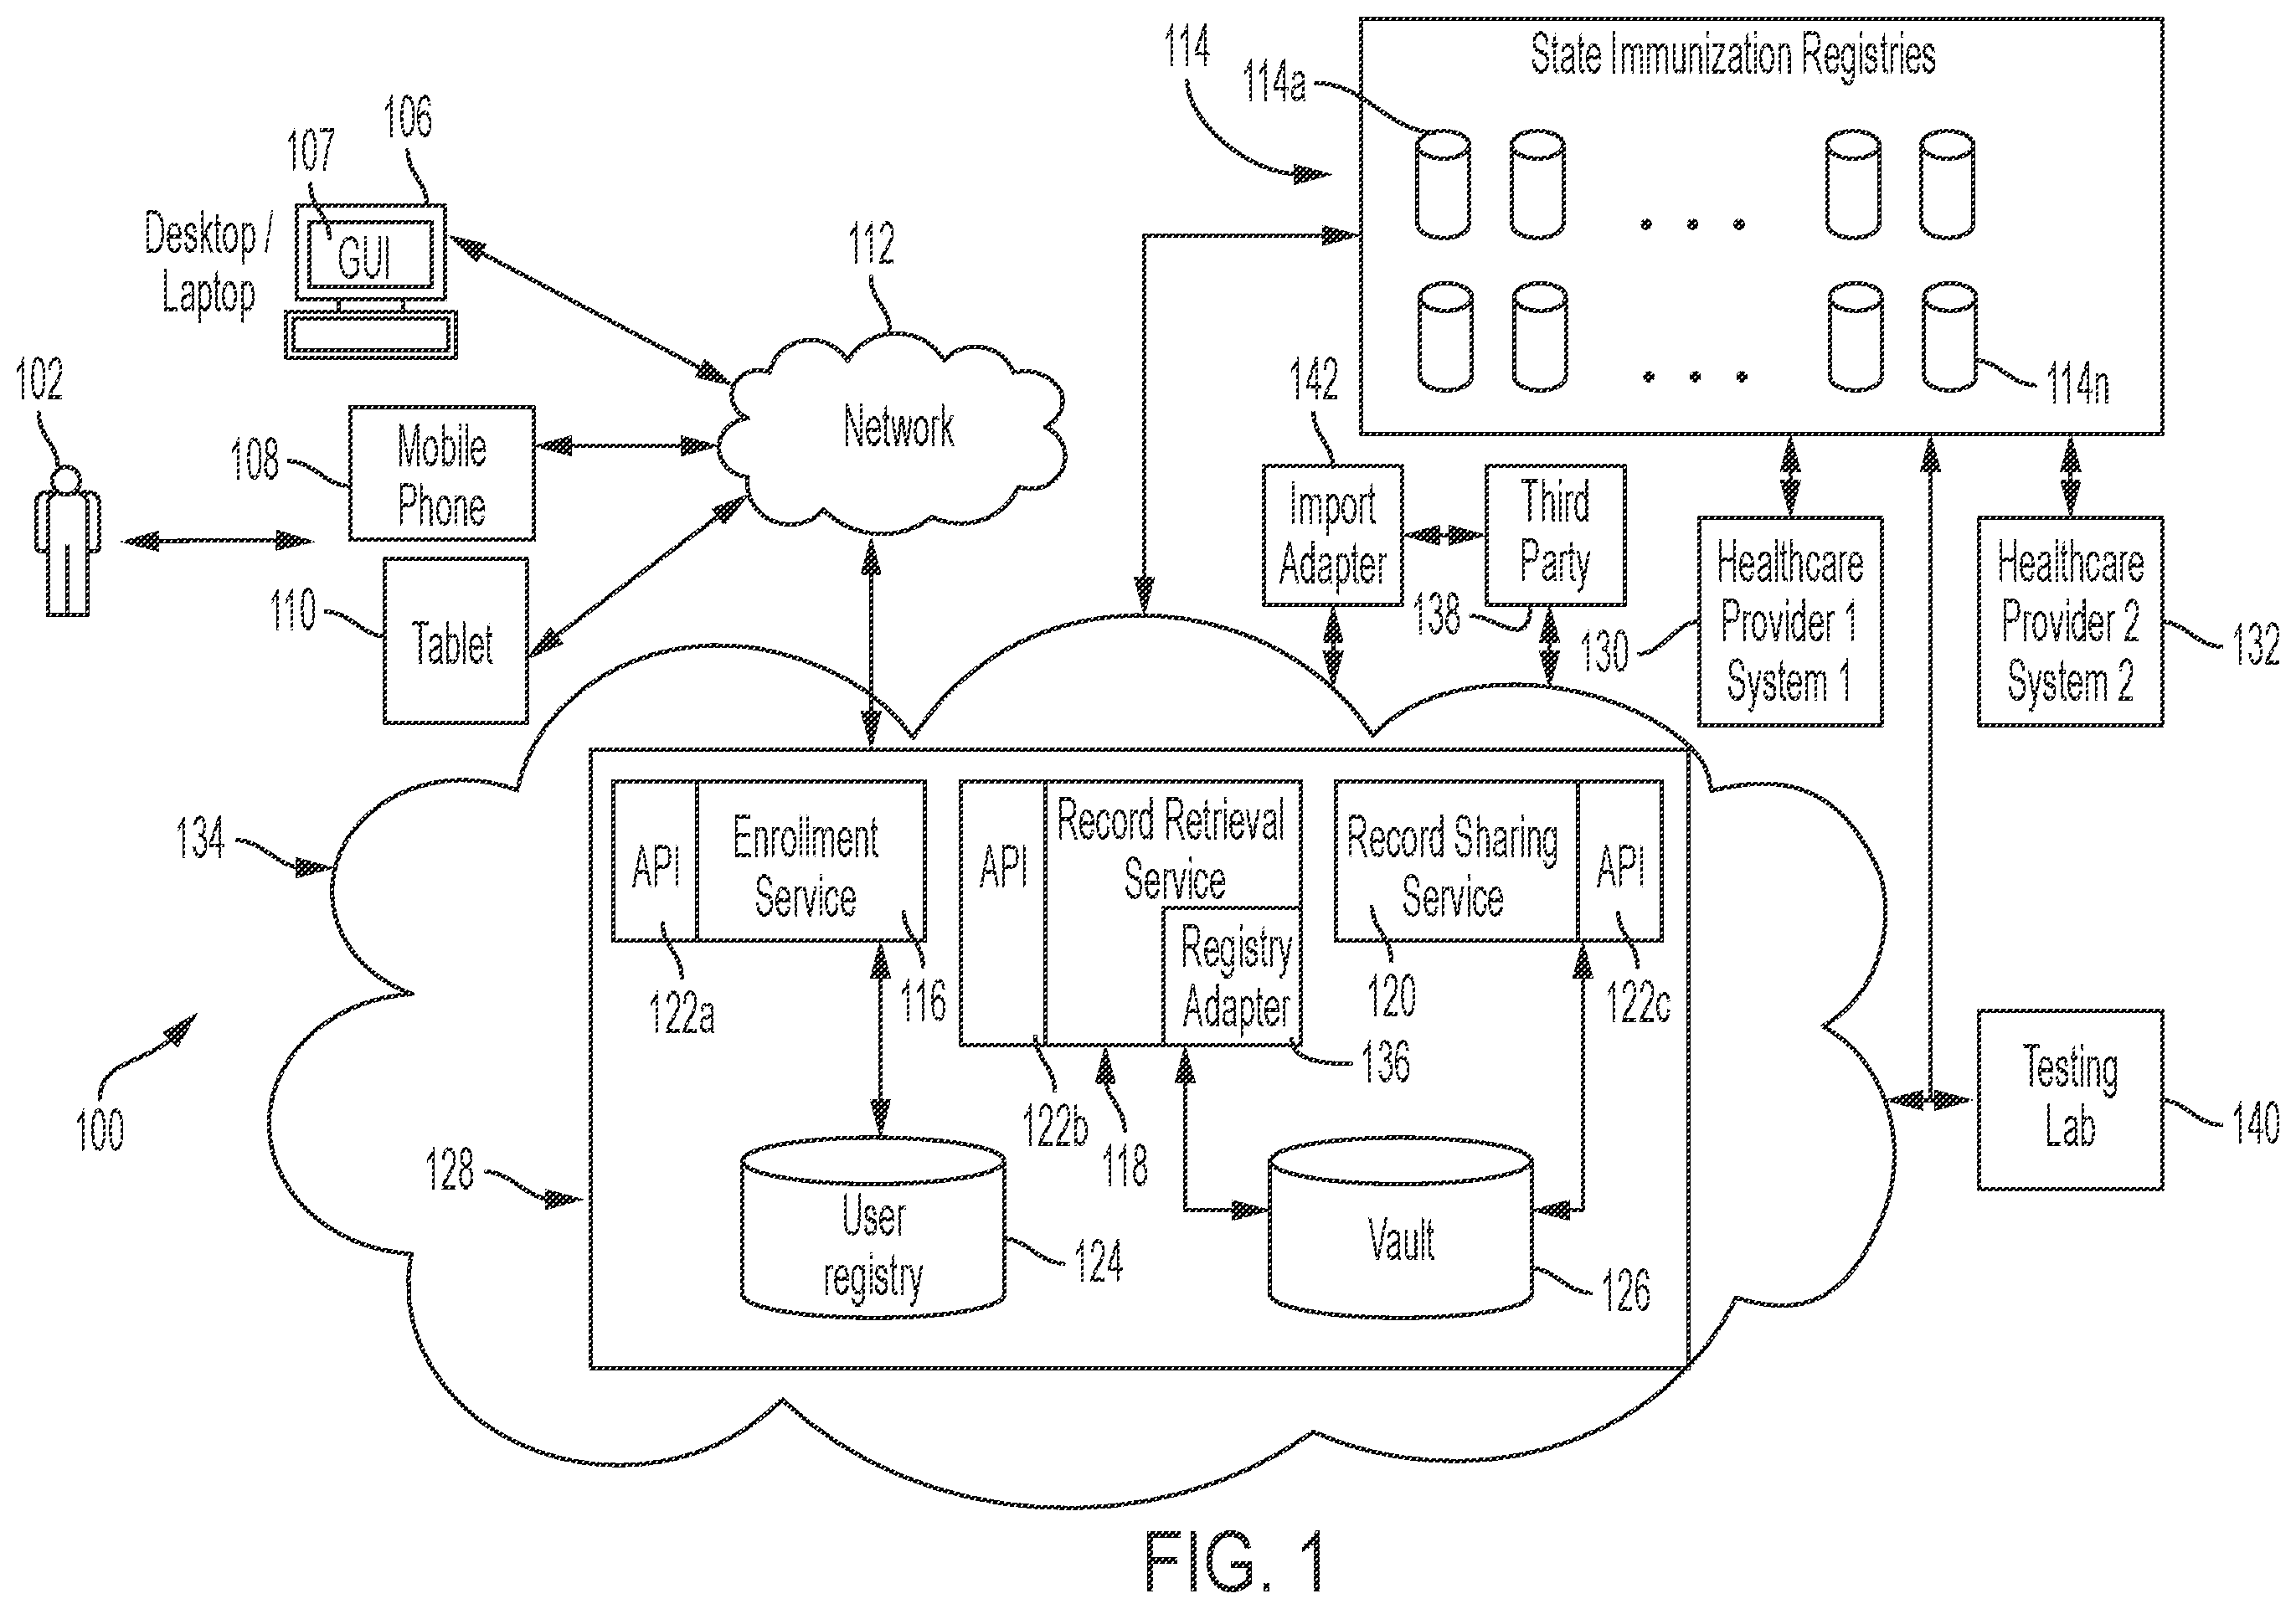 State Immunization Registries
114
114a
106
107
Desktop /
Laptop
GUI
112
Network
102
108
Mobile
Phone
110
Tablet
142
Import
Adapter
Third
Party
138
114n
130
Healthcare
Provider 1
System 1
Healthcare
Provider 2
System 2
132
134
API
Enrollment
Service
122a
116
API
Record Retrieval
Service
Registry
Adapter
122b
118
136
Record Sharing
Service
API
120
122c
100
128
User
registry
124
Vault
126
Testing
Lab
140
FIG. 1